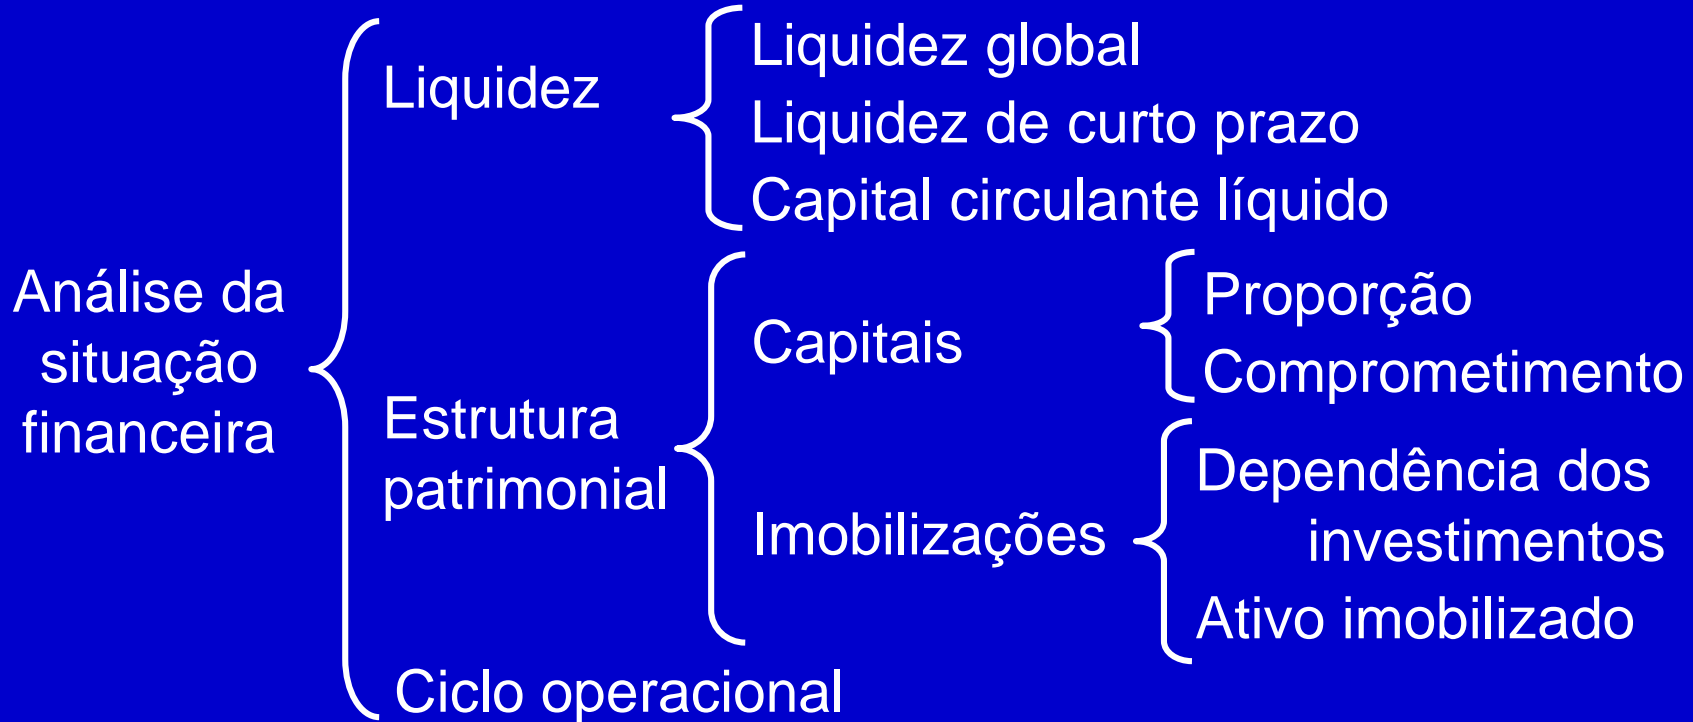 Análise da
situação
financeira
Liquidez
Liquidez global
Liquidez de curto prazo
Capital circulante líquido
Estrutura
patrimonial
Capitais
Proporção
Comprometimento
Imobilizações
Dependência dos
investimentos
Ativo imobilizado
Ciclo operacional